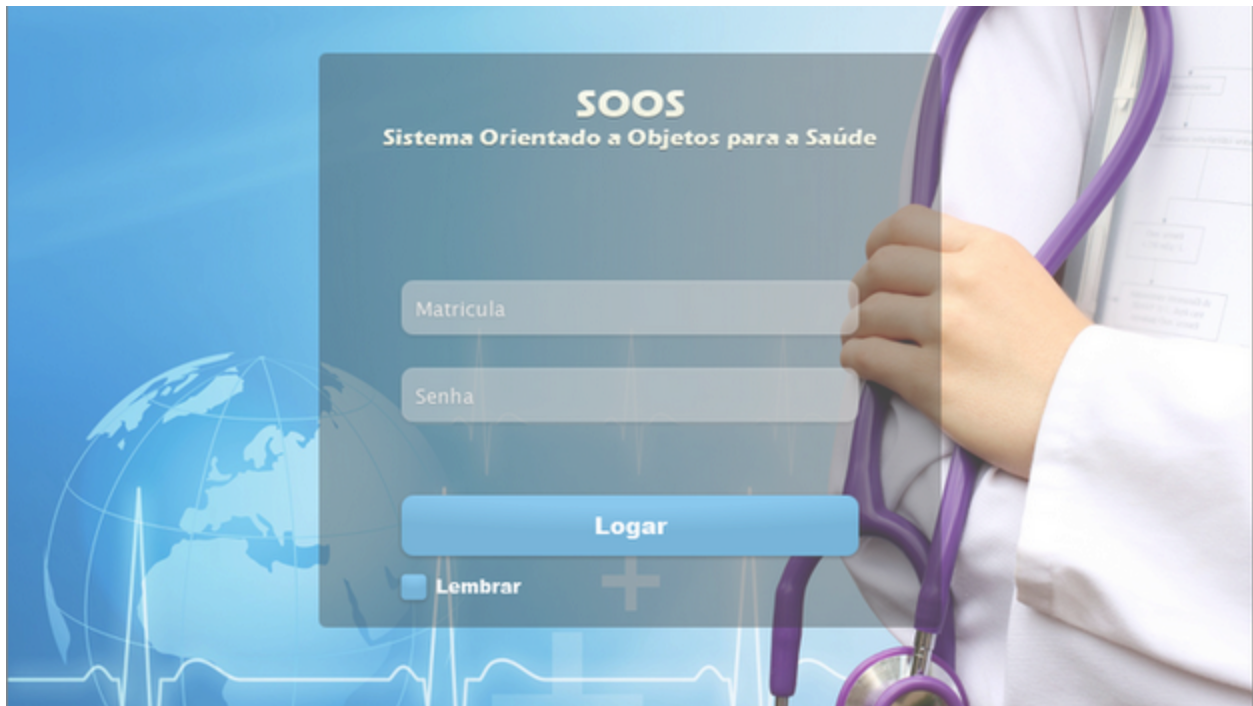 SOOS
Sistema Orientado a Objetos para a Saúde
Matricula
Senha
Logar
Lembrar